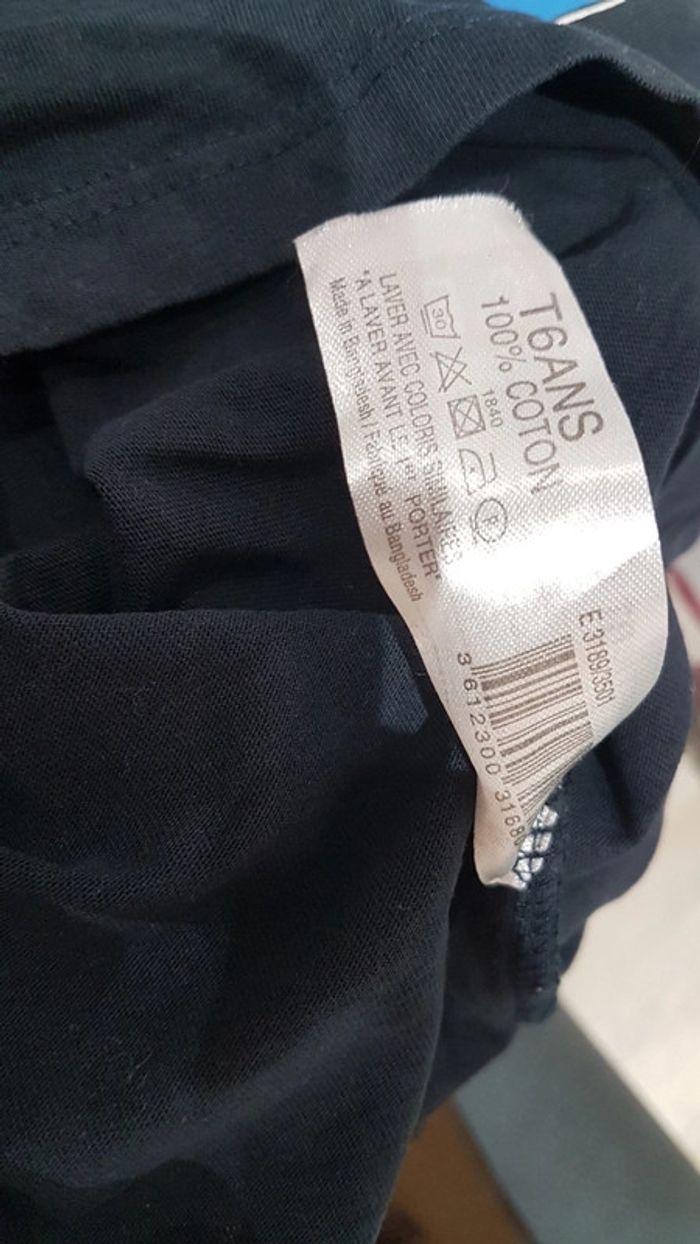 T6ANS
100% COTON
1840
30
P
LAVER AVEC COLORIS SIMILAIRES
*A LAVER AVANT LE 1er PORTER*
Made in Bangladesh / Fabriqué au Bangladesh
E-3189/3501
3 612300 3168